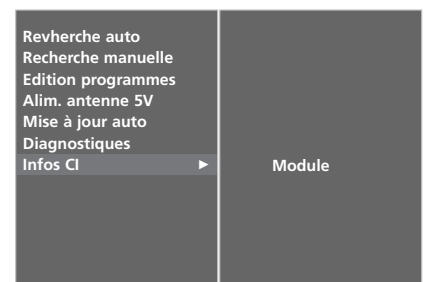 Revherche auto
Recherche manuelle
Edition programmes
Alim. antenne 5V
Mise à jour auto
Diagnostiques
Infos CI ►
Module